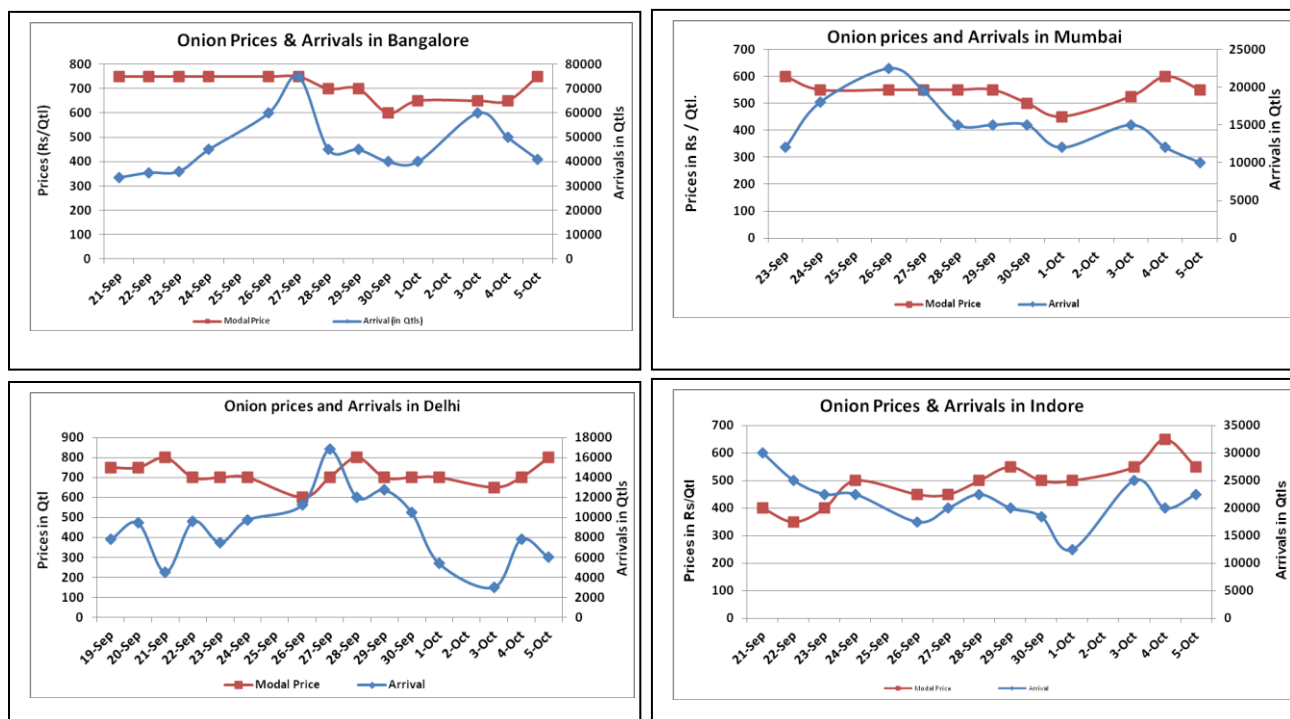 Onion Prices & Arrivals in Bangalore
800
700
600
500
400
300
200
100
0
Prices (Rs/Qtl)
80000
70000
60000
50000
40000
30000
20000
10000
0
Arrivals in Qtls
21-Sep
22-Sep
23-Sep
24-Sep
25-Sep
26-Sep
27-Sep
28-Sep
29-Sep
30-Sep
1-Oct
2-Oct
3-Oct
4-Oct
5-Oct
Modal Price
Arrival (in Qtls)
Onion prices and Arrivals in Mumbai
700
600
500
400
300
200
100
0
Prices in Rs / Qtl.
25000
20000
15000
10000
5000
0
Arrivals in Qtls
23-Sep
24-Sep
25-Sep
26-Sep
27-Sep
28-Sep
29-Sep
30-Sep
1-Oct
2-Oct
3-Oct
4-Oct
5-Oct
Modal Price
Arrival
Onion prices and Arrivals in Delhi
900
800
700
600
500
400
300
200
100
0
Prices in Qtl
18000
16000
14000
12000
10000
8000
6000
4000
2000
0
Arrivals in Qtls
19-Sep
20-Sep
21-Sep
22-Sep
23-Sep
24-Sep
25-Sep
26-Sep
27-Sep
28-Sep
29-Sep
30-Sep
1-Oct
2-Oct
3-Oct
4-Oct
5-Oct
Modal Price
Arrival
Onion Prices & Arrivals in Indore
700
600
500
400
300
200
100
0
Prices in Rs/Qtl
35000
30000
25000
20000
15000
10000
5000
0
Arrivals in Qtls
21-Sep
22-Sep
23-Sep
24-Sep
25-Sep
26-Sep
27-Sep
28-Sep
29-Sep
30-Sep
1-Oct
2-Oct
3-Oct
4-Oct
5-Oct
Modal Price
Arrival